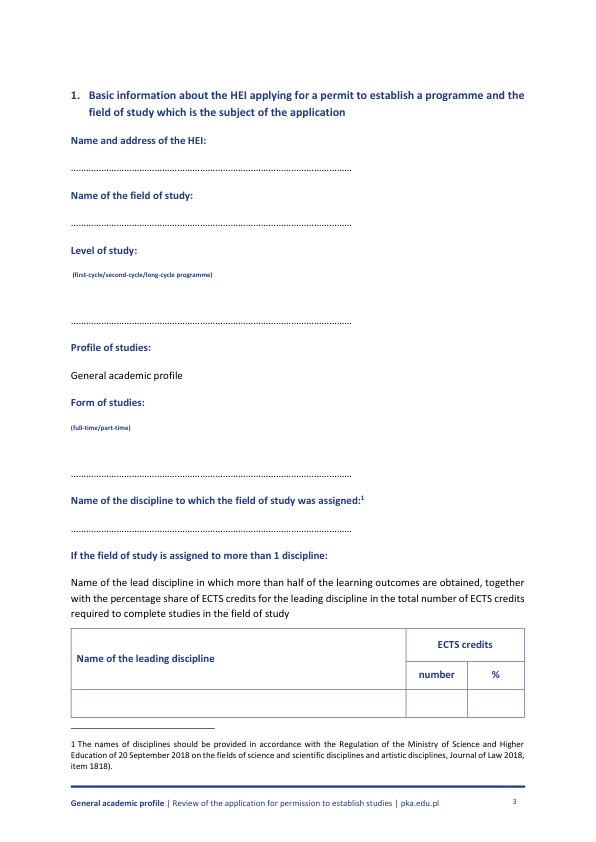 1. Basic information about the HEI applying for a permit to establish a programme and the
field of study which is the subject of the application
Name and address of the HEI:
……………………………………………………………………………………………
Name of the field of study:
……………………………………………………………………………………………
Level of study:
(first-cycle/second-cycle/long-cycle programme)
……………………………………………………………………………………………
Profile of studies:
General academic profile
Form of studies:
(full-time/part-time)
……………………………………………………………………………………………
Name of the discipline to which the field of study was assigned:¹
……………………………………………………………………………………………
If the field of study is assigned to more than 1 discipline:
Name of the lead discipline in which more than half of the learning outcomes are obtained, together
with the percentage share of ECTS credits for the leading discipline in the total number of ECTS credits
required to complete studies in the field of study
Name of the leading discipline
ECTS credits
number %
1 The names of disciplines should be provided in accordance with the Regulation of the Ministry of Science and Higher
Education of 20 September 2018 on the fields of science and scientific disciplines and artistic disciplines, Journal of Law 2018,
item 1818).
General academic profile | Review of the application for permission to establish studies | pka.edu.pl 3